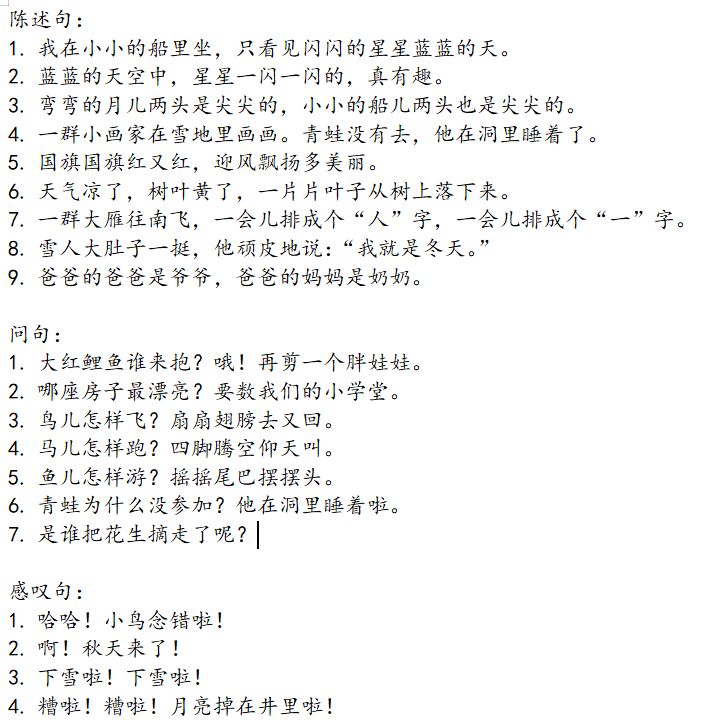 陈述句：
1. 我在小小的船里坐，只看见闪闪的星星蓝蓝的天。
2. 蓝蓝的天空中，星星一闪一闪的，真有趣。
3. 弯弯的月儿两头是尖尖的，小小的船儿两头也是尖尖的。
4. 一群小画家在雪地里画画。青蛙没有去，他在洞里睡着了。
5. 国旗国旗红又红，迎风飘扬多美丽。
6. 天气凉了，树叶黄了，一片片叶子从树上落下来。
7. 一群大雁往南飞，一会儿排成个“人”字，一会儿排成个“一”字。
8. 雪人大肚子一挺，他顽皮地说：“我就是冬天。”
9. 爸爸的爸爸是爷爷，爸爸的妈妈是奶奶。
问句：
1. 大红鲤鱼谁来抱？哦！再剪一个胖娃娃。
2. 哪座房子最漂亮？要数我们的小学堂。
3. 鸟儿怎样飞？扇扇翅膀去又回。
4. 马儿怎样跑？四脚腾空仰天叫。
5. 鱼儿怎样游？摇摇尾巴摆摆头。
6. 青蛙为什么没参加？他在洞里睡着啦。
7. 是谁把花生摘走了呢？
感叹句：
1. 哈哈！小鸟念错啦！
2. 啊！秋天来了！
3. 下雪啦！下雪啦！
4. 糟啦！糟啦！月亮掉在井里啦！